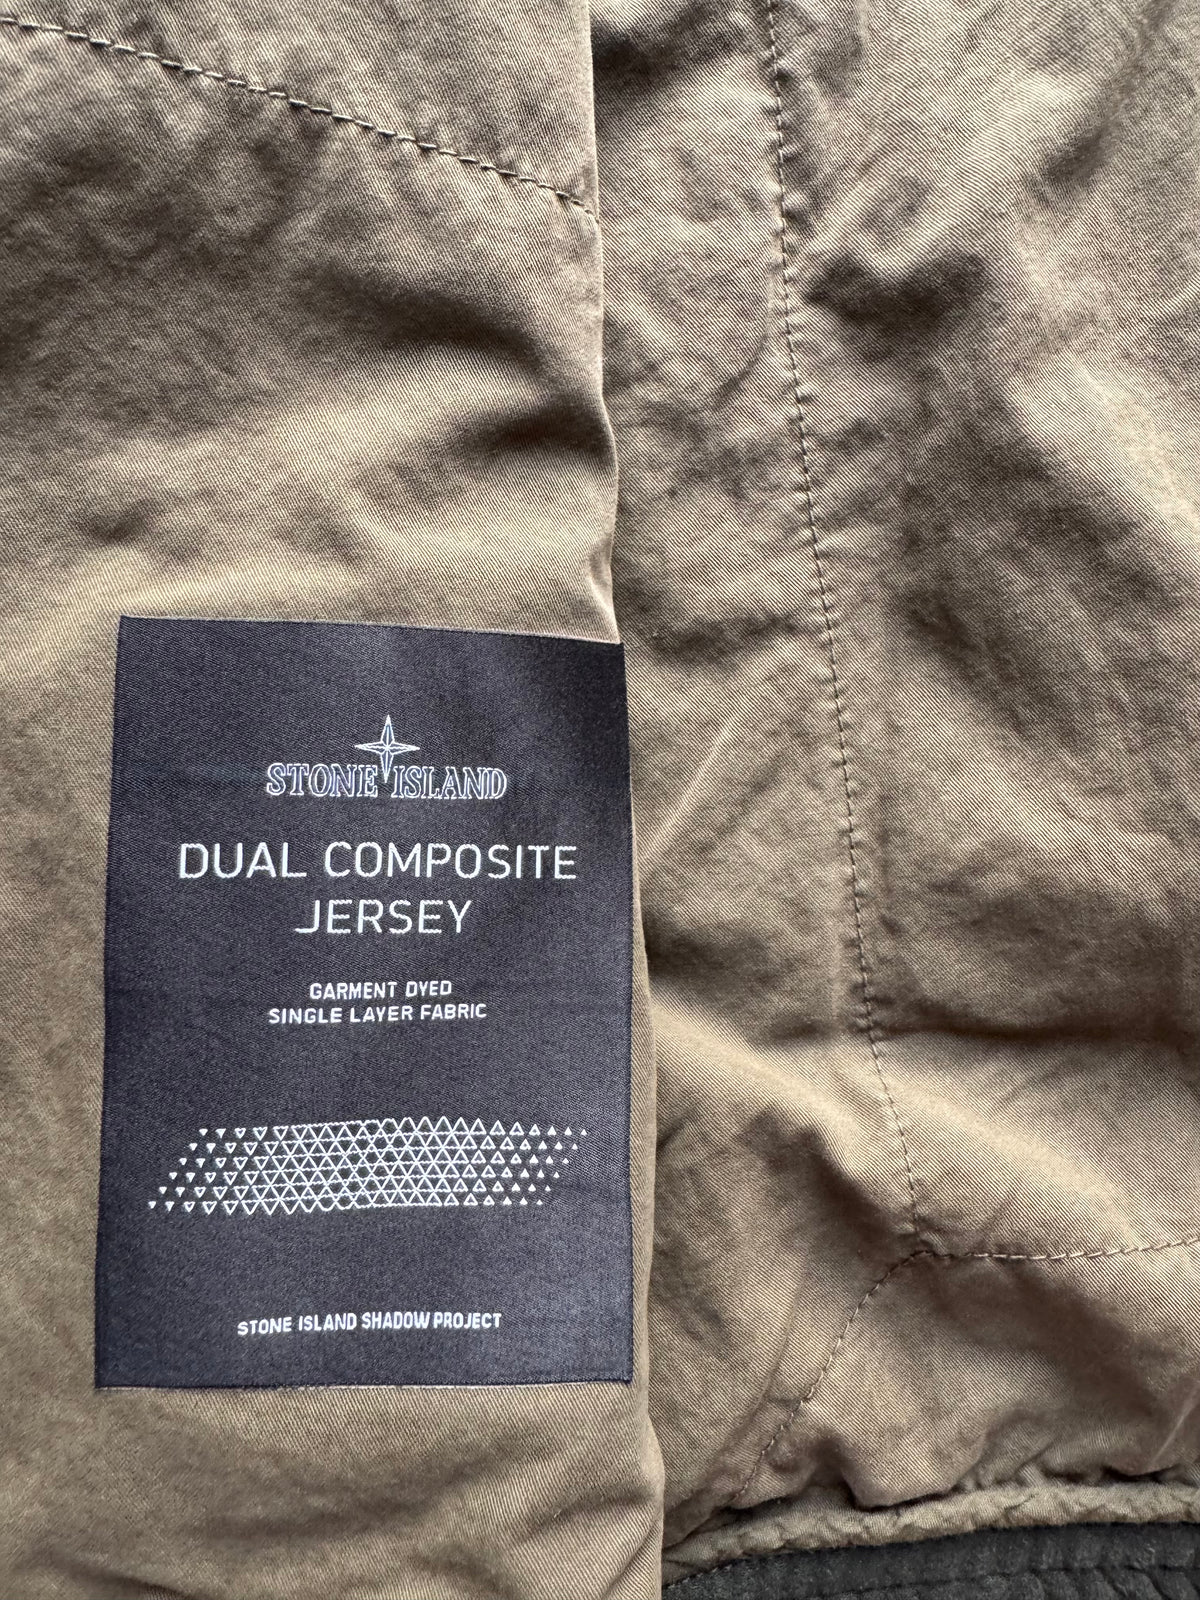 STONE ISLAND
DUAL COMPOSITE
JERSEY
GARMENT DYED
SINGLE LAYER FABRIC
STONE ISLAND SHADOW PROJECT